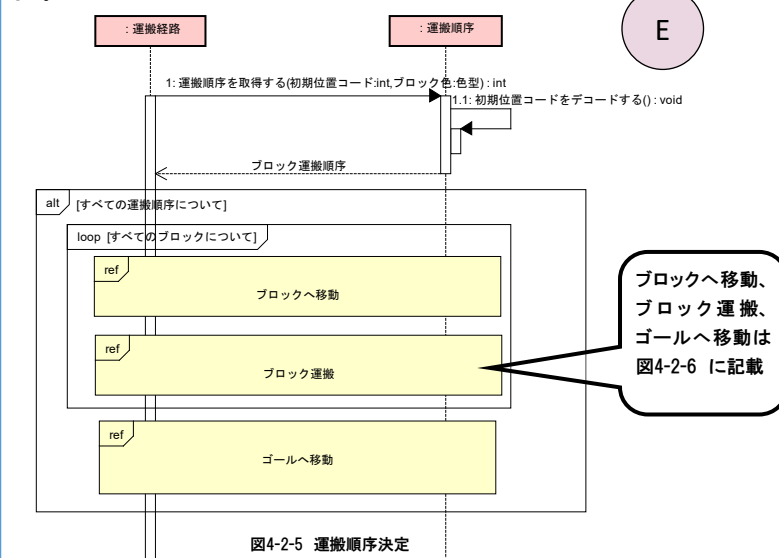 : 運搬経路
: 運搬順序
E
1: 運搬順序を取得する(初期位置コード:int,ブロック色:色型) : int
1.1: 初期位置コードをデコードする() : void
ブロック運搬順序
alt [すべての運搬順序について]
loop [すべてのブロックについて]
ref
ブロックへ移動
ref
ブロック運搬
ref
ゴールへ移動
ブロックへ移動、
ブロック運搬、
ゴールへ移動は
図4-2-6 に記載
図4-2-5 運搬順序決定